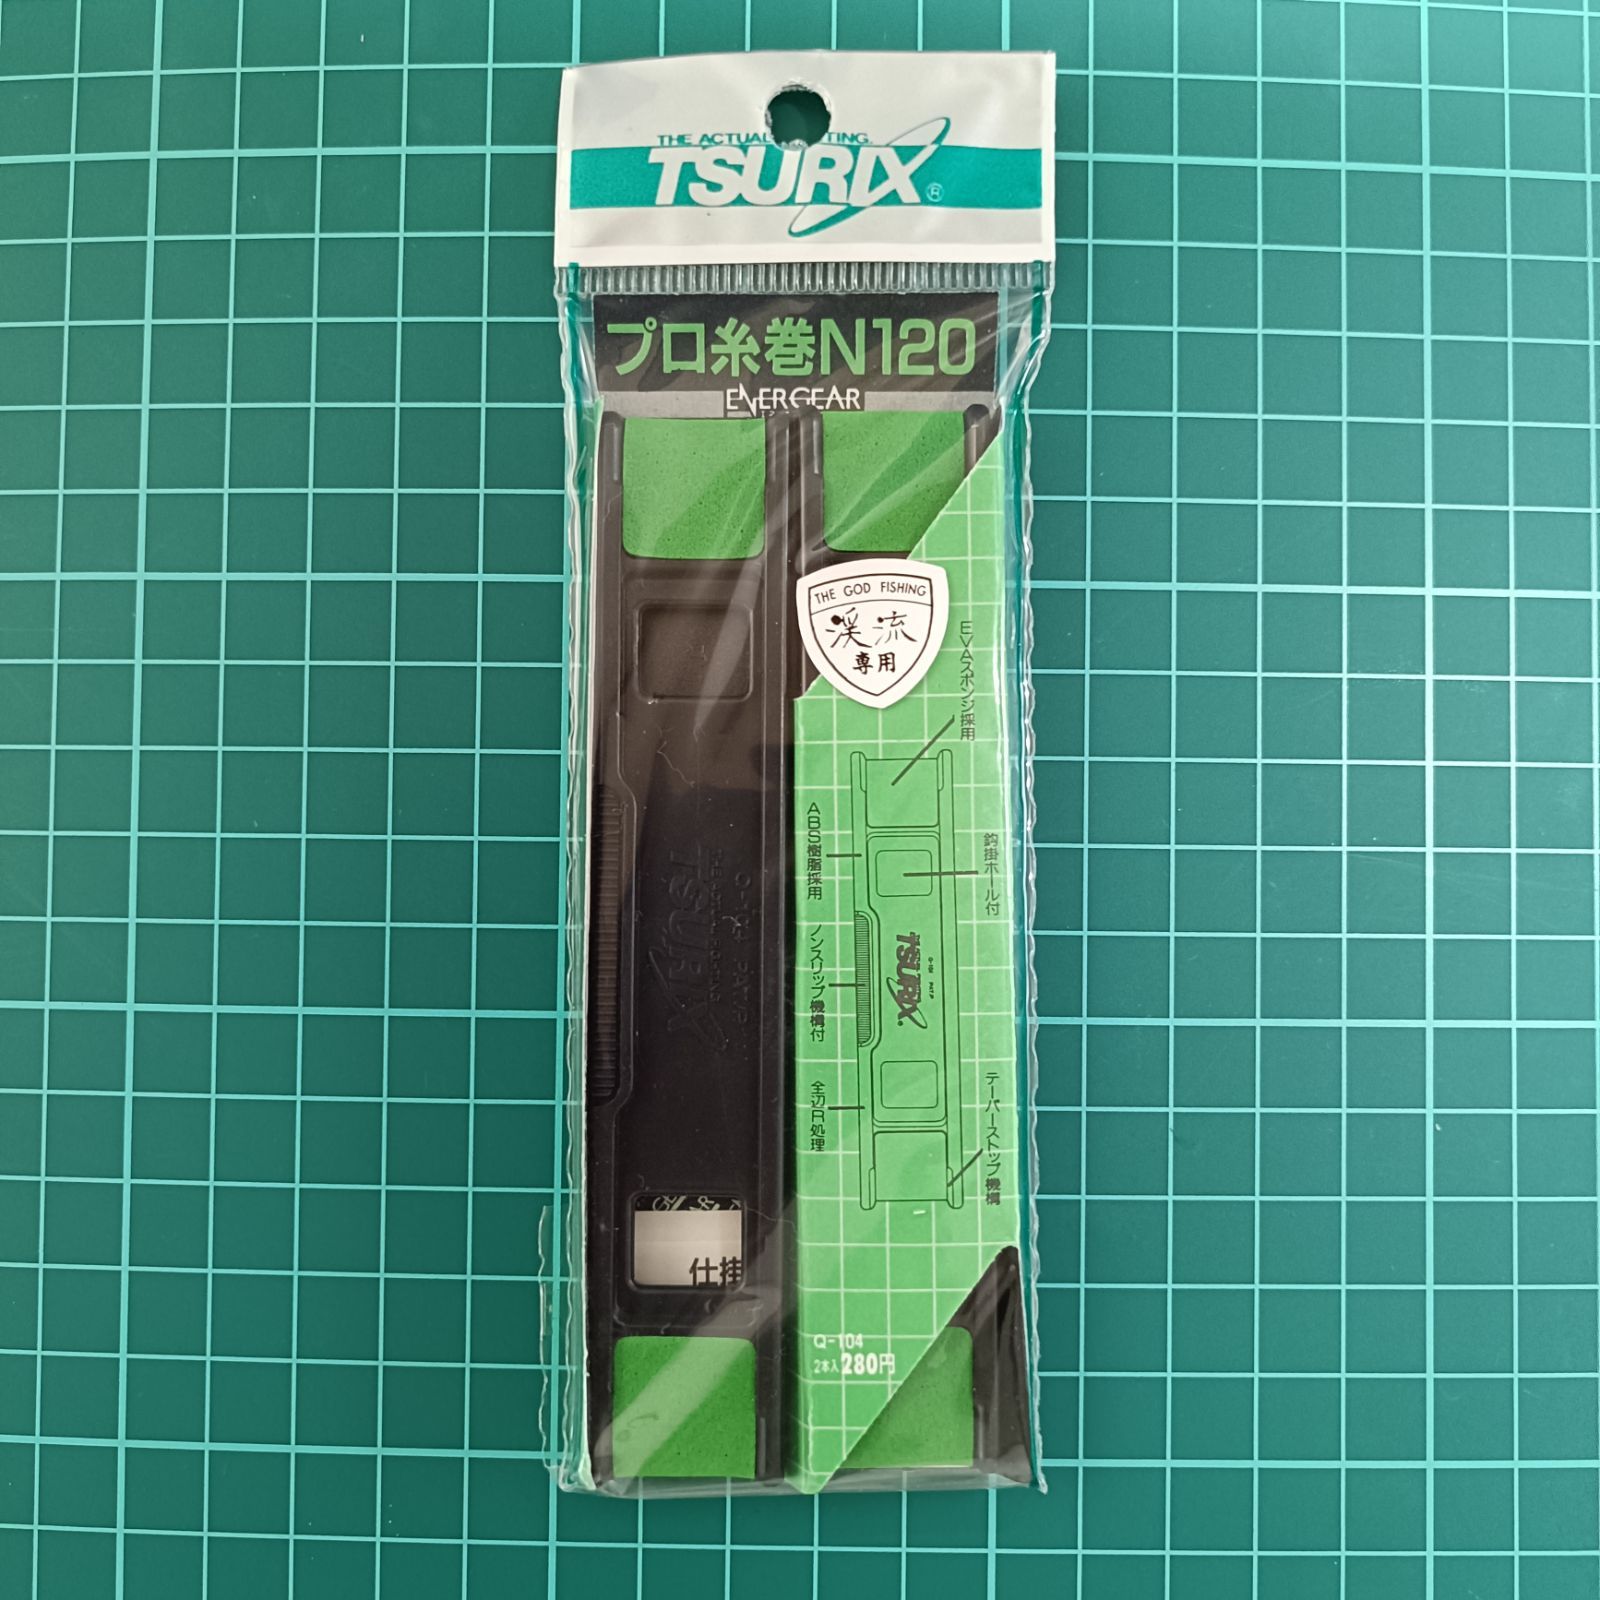 THE ACTUAL
TING.
TSURIX®
プロ糸巻N120
ENERGEAR
THE GOD FISHING
渓流
専用
EVAスポンジ採用
ABS樹脂採用
鈎掛ホール付
ノンスリップ機構付
全辺R処理
テーパーストップ機構
TSURIX.
TSURIX
Q-104 PAT.P
仕掛
Q-104
2本入280円